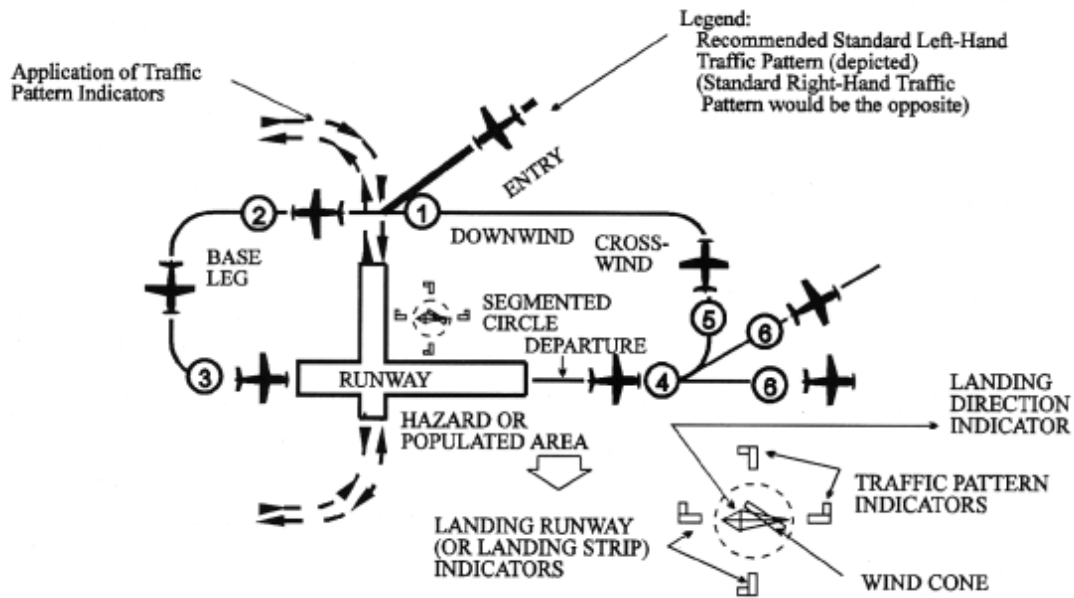 Legend:
Recommended Standard Left-Hand
Traffic Pattern (depicted)
(Standard Right-Hand Traffic
Pattern would be the opposite)
Application of Traffic
Pattern Indicators
ENTRY
2
1
DOWNWIND
CROSS-
WIND
BASE
LEG
SEGMENTED
CIRCLE
5
6
DEPARTURE
3
RUNWAY
4
6
LANDING
DIRECTION
INDICATOR
HAZARD OR
POPULATED AREA
TRAFFIC PATTERN
INDICATORS
LANDING RUNWAY
(OR LANDING STRIP)
INDICATORS
WIND CONE